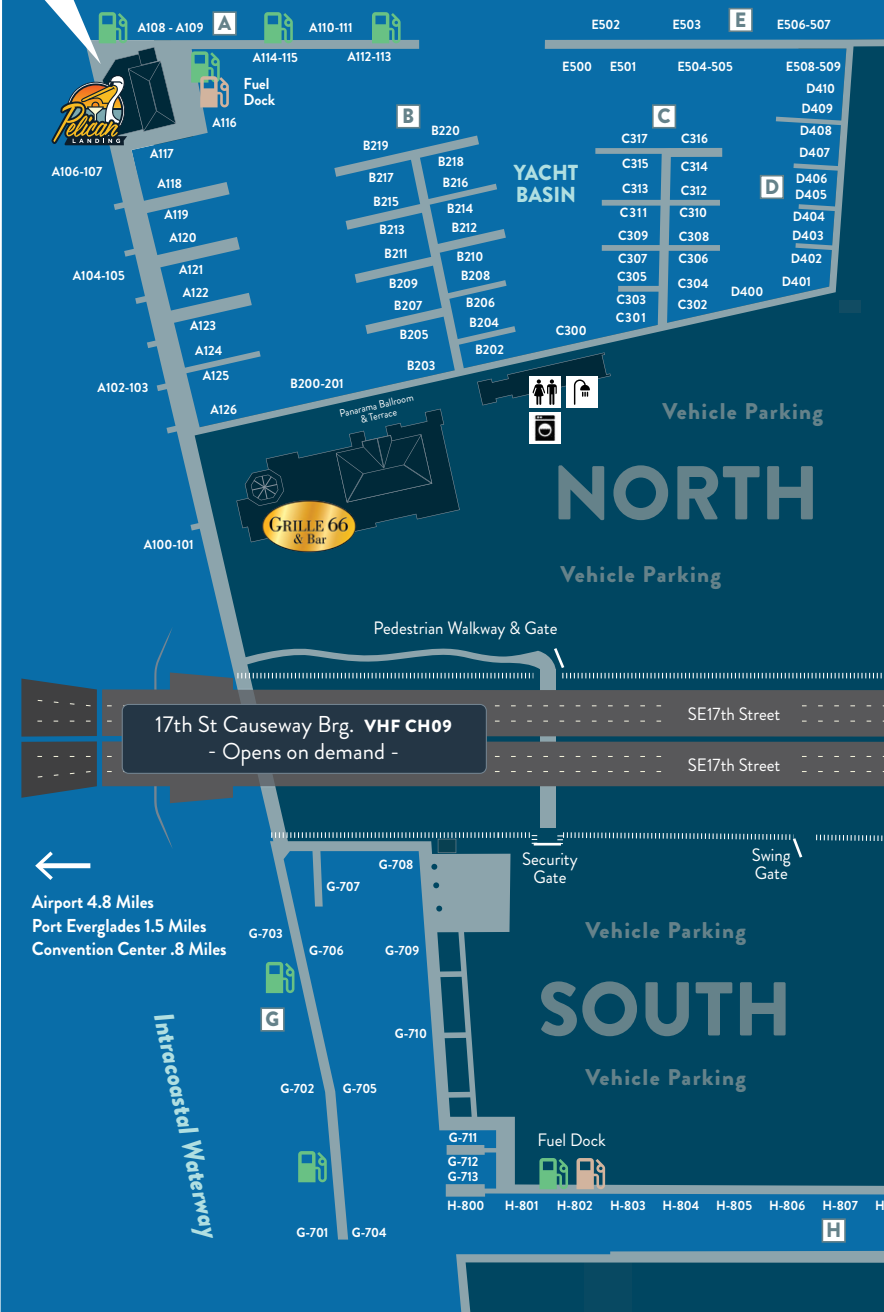 A108 - A109
A
A110-111
E502
E503
E
E506-507
A114-115
A112-113
E500
E501
E504-505
E508-509
Fuel
Dock
D410
D409
Pelican
LANDING
A116
B
B220
C
D408
A117
B219
C317
C316
D407
A106-107
B218
YACHT
BASIN
C315
C314
A118
B217
B216
C313
C312
D
D406
D405
A119
B215
B214
C311
C310
D404
A120
B213
B212
C309
C308
D403
A121
B211
B210
C307
C306
D402
A104-105
B209
B208
C305
C304
D401
A122
B207
B206
C303
C302
D400
A123
B205
B204
C301
C300
A124
B202
A125
B203
A102-103
B200-201
A126
Panarama Ballroom
& Terrace
Vehicle Parking
NORTH
GRILLE 66
& Bar
A100-101
Vehicle Parking
Pedestrian Walkway & Gate
17th St Causeway Brg. VHF CH09
- Opens on demand -
SE17th Street
SE17th Street
Security
Gate
Swing
Gate
G-708
G-707
Airport 4.8 Miles
Port Everglades 1.5 Miles
Convention Center .8 Miles
G-703
G-706
G-709
Vehicle Parking
SOUTH
G
G-710
Intracoastal Waterway
G-702
G-705
Vehicle Parking
G-711
Fuel Dock
G-712
G-713
H-800
H-801
H-802
H-803
H-804
H-805
H-806
H-807
H
G-701
G-704
H